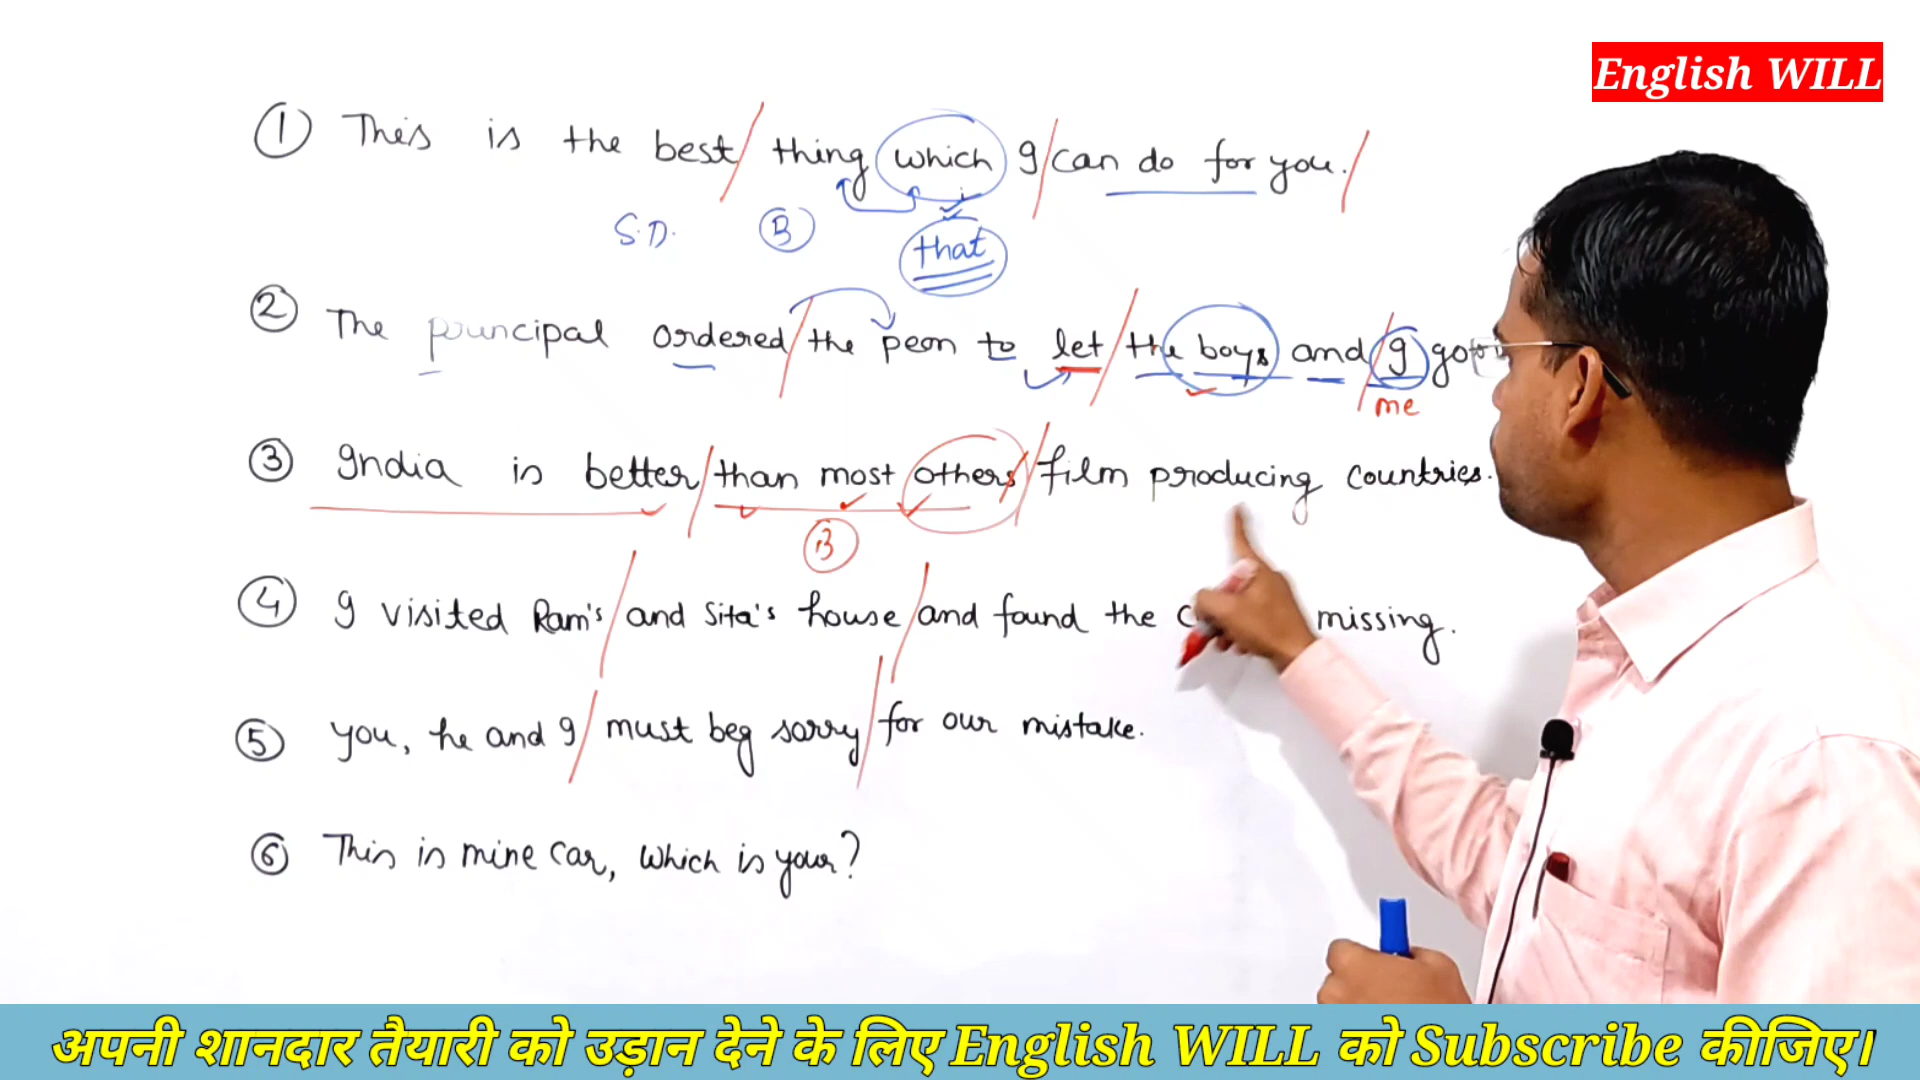 English WILL
① This is the best/ thing which I/can do for you./
S.D. B that
② The principal ordered/the peon to let/the boys and/I go
me
③ India is better/than most others/film producing countries.
B
④ I visited Ram's/and Sita's house/and found the missing.
⑤ you, he and I/ must beg sorry/for our mistake.
⑥ This is mine car, which is your?
अपनी शानदार तैयारी को उड़ान देने के लिए English WILL को Subscribe कीजिए।